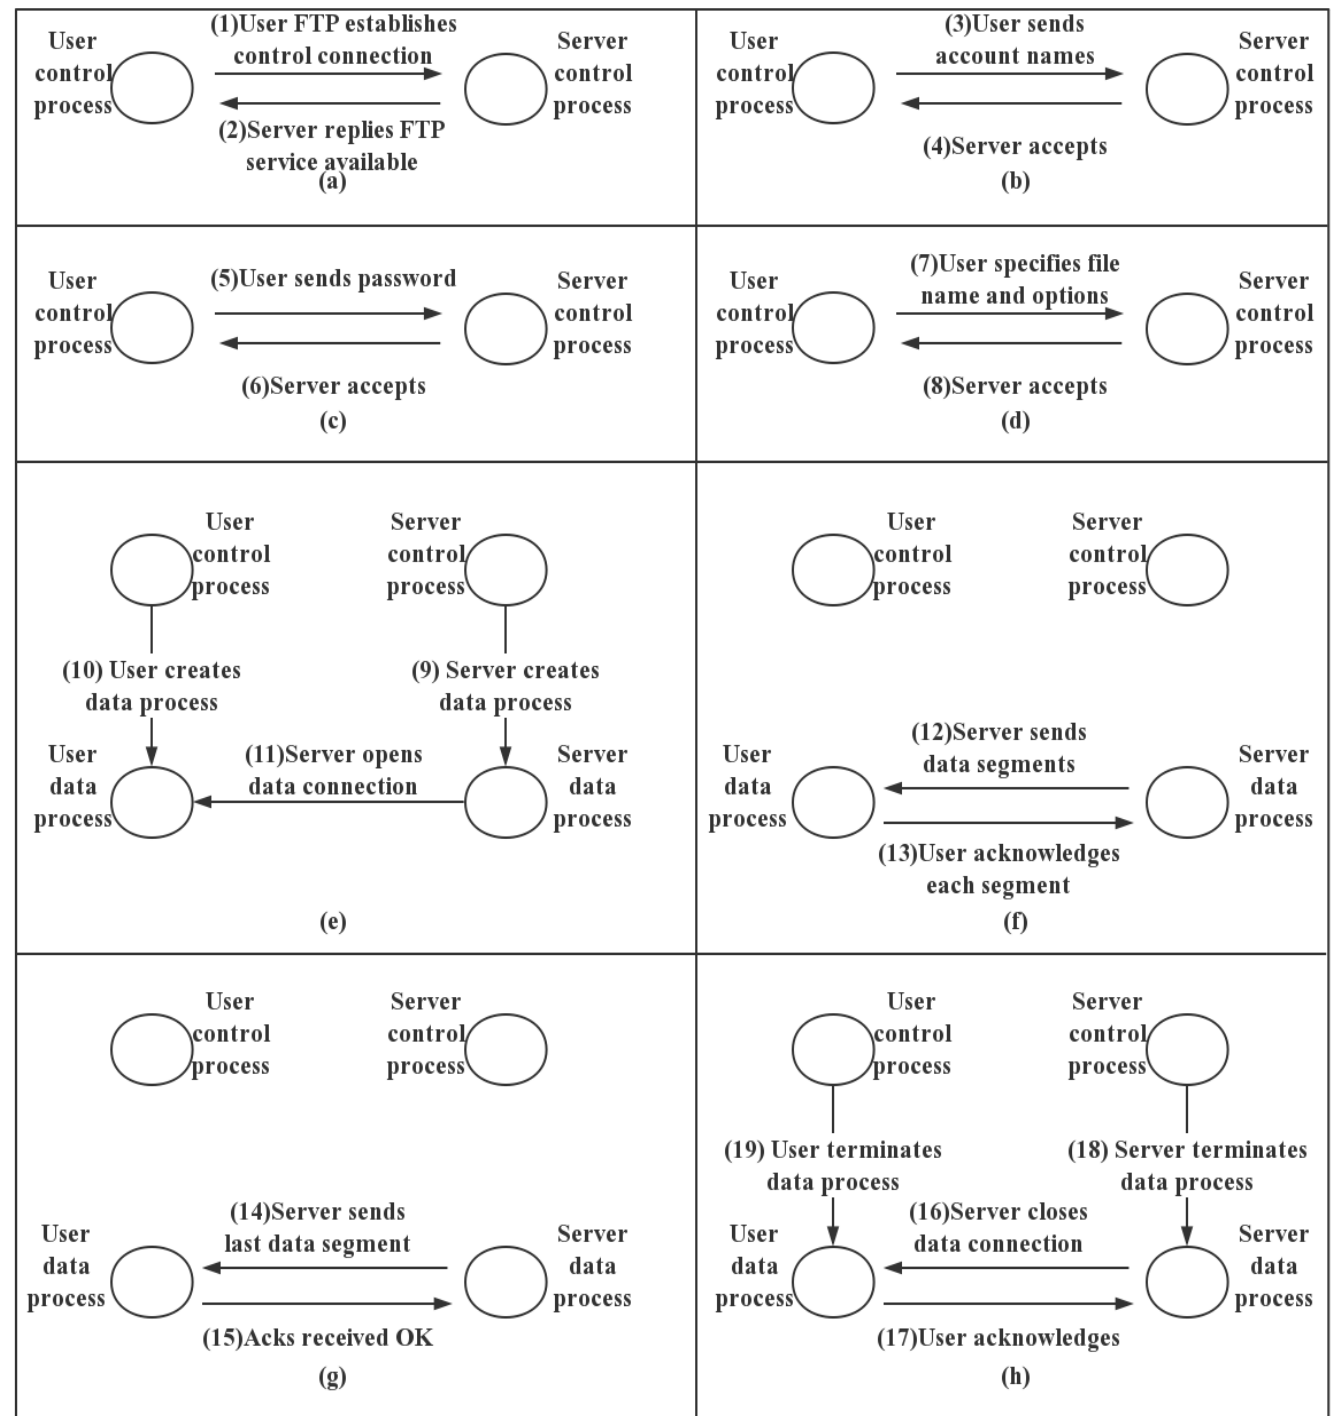 User
control
process
(1)User FTP establishes
control connection
Server
control
process
(2)Server replies FTP
service available
(a)
User
control
process
(3)User sends
account names
Server
control
process
(4)Server accepts
(b)
User
control
process
(5)User sends password
Server
control
process
(6)Server accepts
(c)
User
control
process
(7)User specifies file
name and options
Server
control
process
(8)Server accepts
(d)
User
control
process
Server
control
process
(10) User creates
data process
(9) Server creates
data process
User
data
process
(11)Server opens
data connection
Server
data
process
(e)
User
control
process
Server
control
process
User
data
process
(12)Server sends
data segments
Server
data
process
(13)User acknowledges
each segment
(f)
User
control
process
Server
control
process
User
data
process
(14)Server sends
last data segment
Server
data
process
(15)Acks received OK
(g)
User
control
process
Server
control
process
(19) User terminates
data process
(18) Server terminates
data process
User
data
process
(16)Server closes
data connection
Server
data
process
(17)User acknowledges
(h)